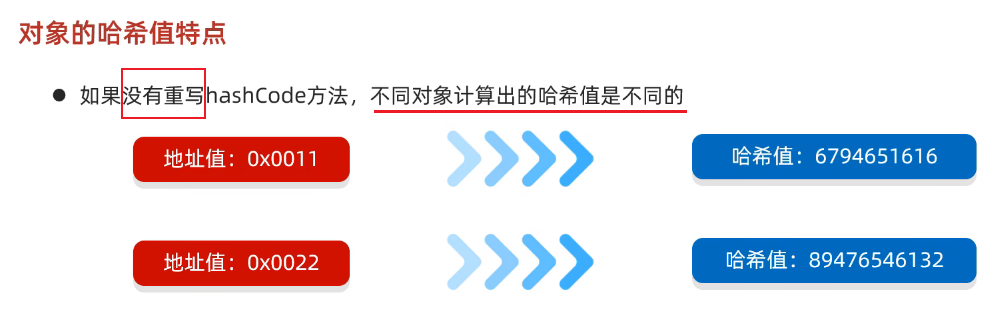 对象的哈希值特点
● 如果没有重写hashCode方法，不同对象计算出的哈希值是不同的
地址值：0x0011 哈希值：6794651616
地址值：0x0022 哈希值：89476546132